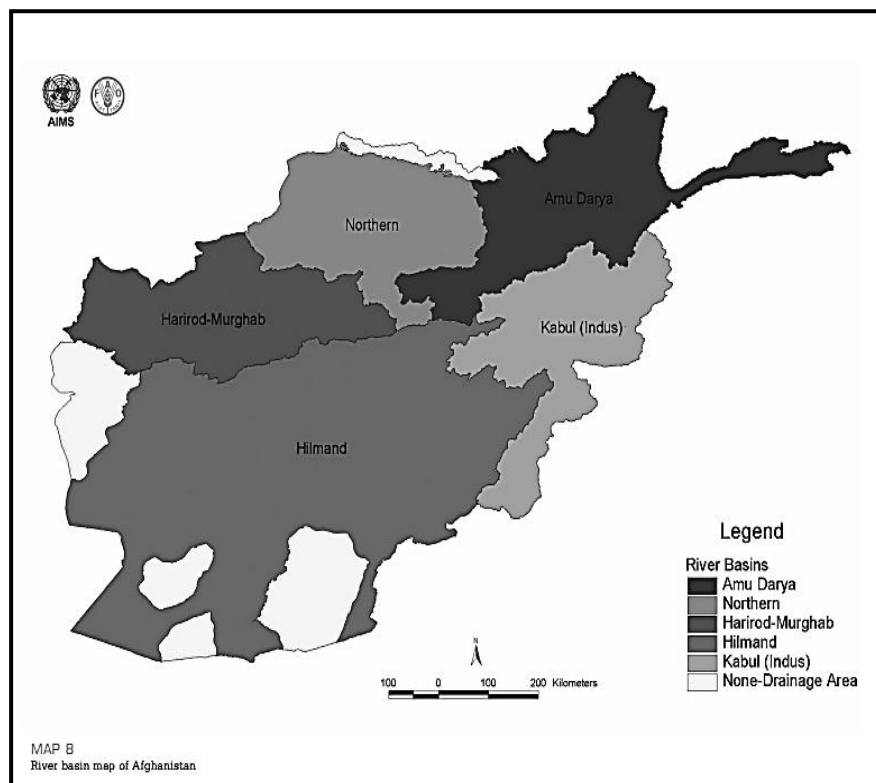 AIMS
F A O
Amu Darya
Northern
Harirod-Murghab
Kabul (Indus)
Hilmand
Legend
River Basins
Amu Darya
Northern
Harirod-Murghab
Hilmand
Kabul (Indus)
None-Drainage Area
N
100 0 100 200 Kilometers
MAP 8
River basin map of Afghanistan